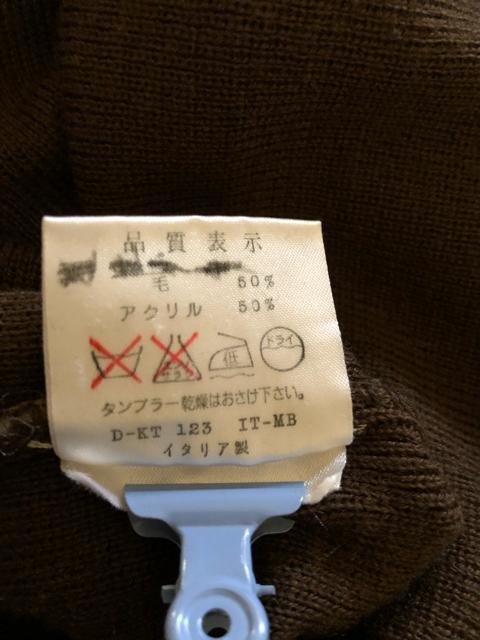 品質表示
毛 50%
アクリル 50%
低 ドライ
タンブラー乾燥はおさけ下さい。
D-KT 123 IT-MB
イタリア製